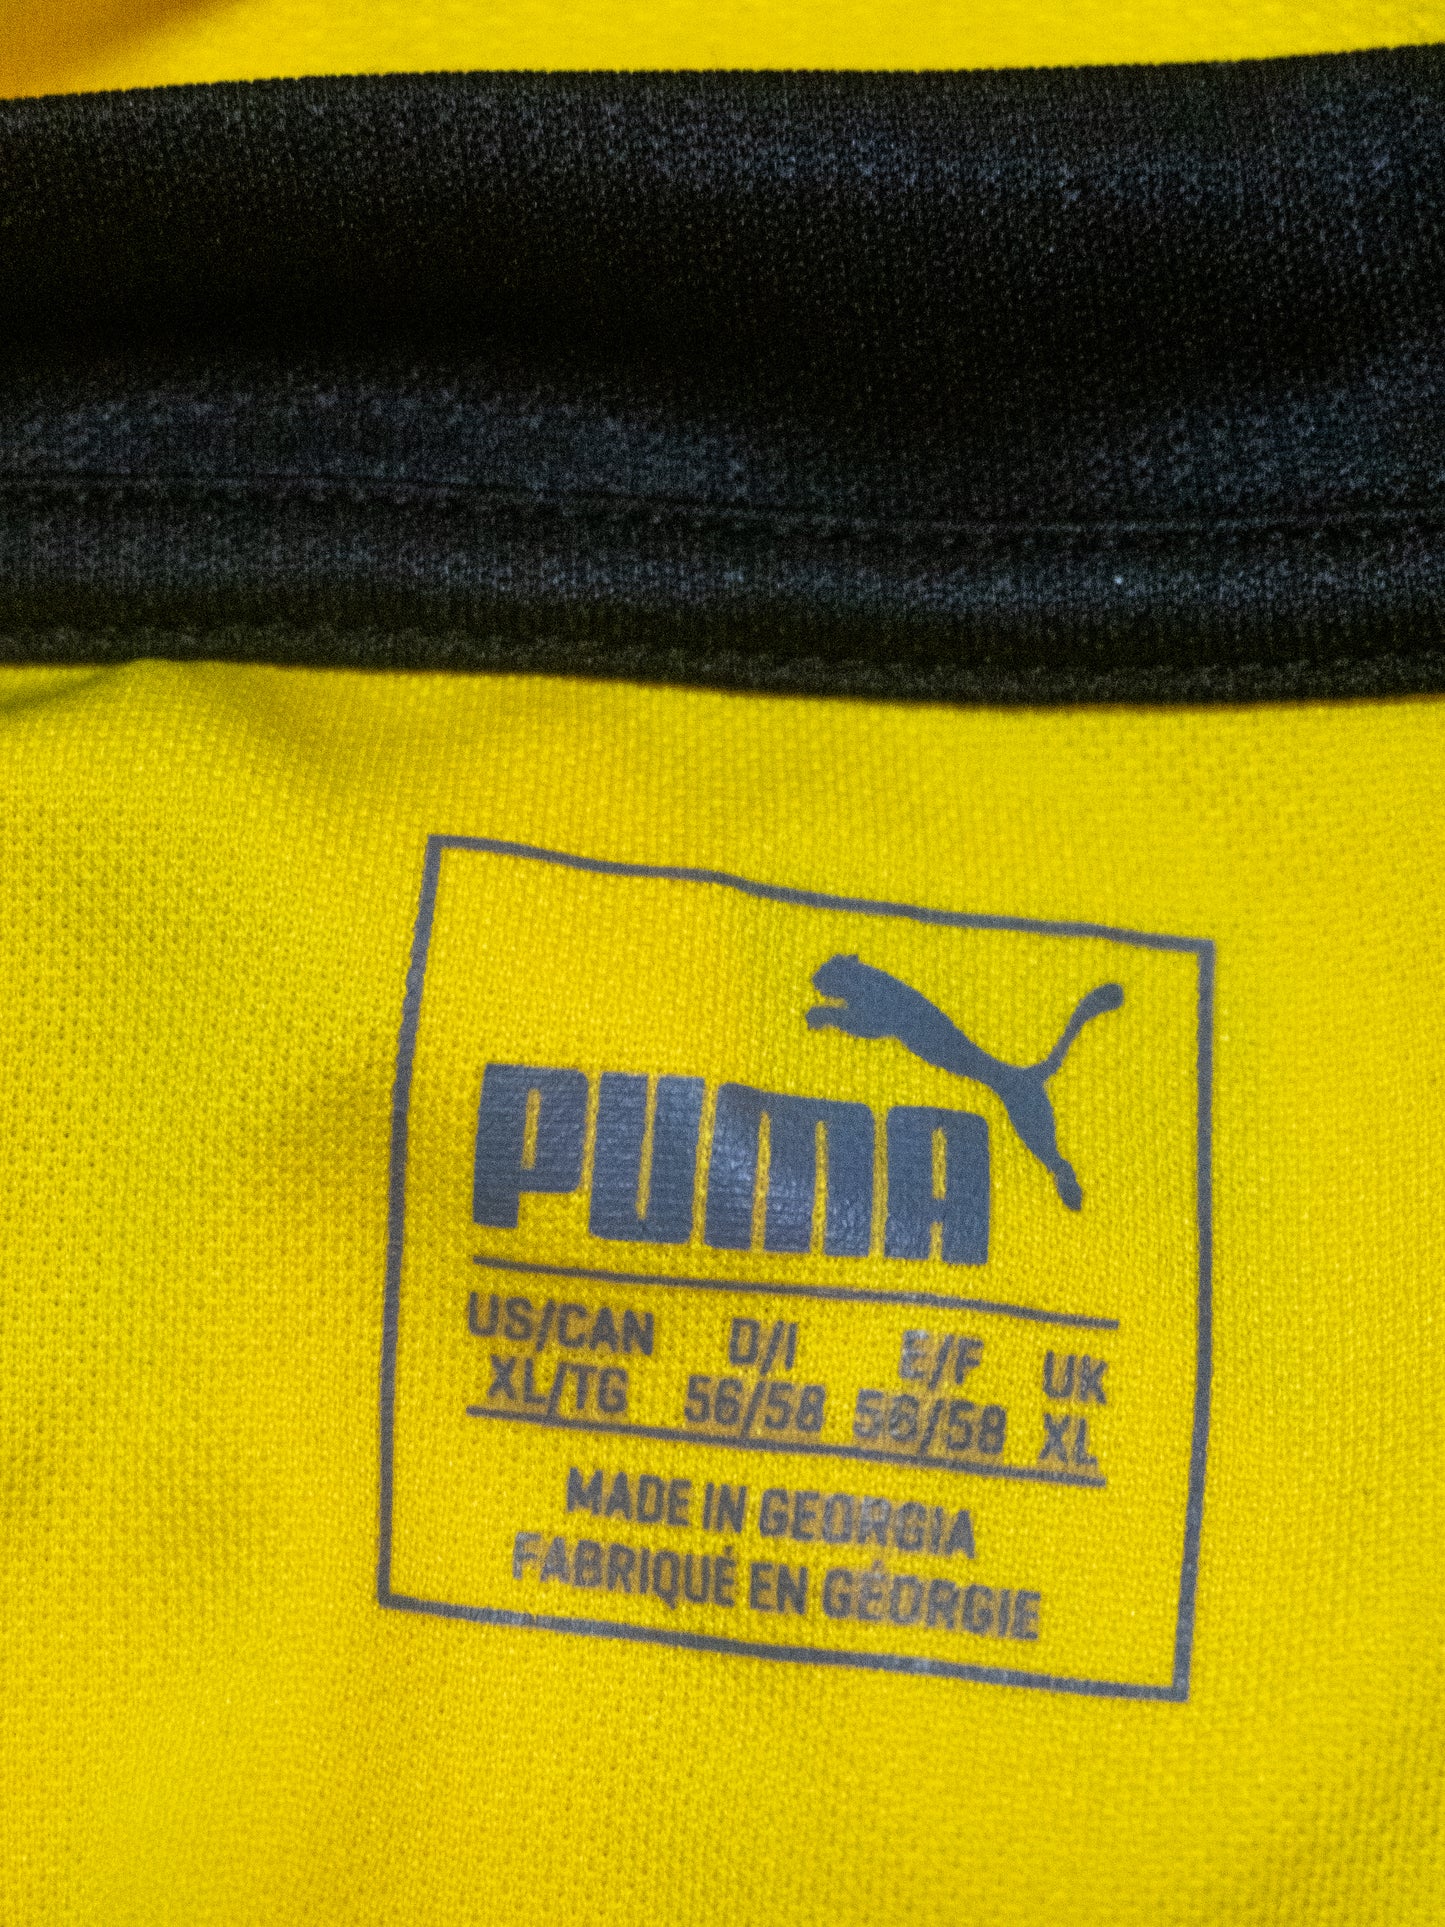 PUMA
US/CAN D/I E/F UK
XL/TG 56/58 56/58 XL
MADE IN GEORGIA
FABRIQUÉ EN GÉORGIE